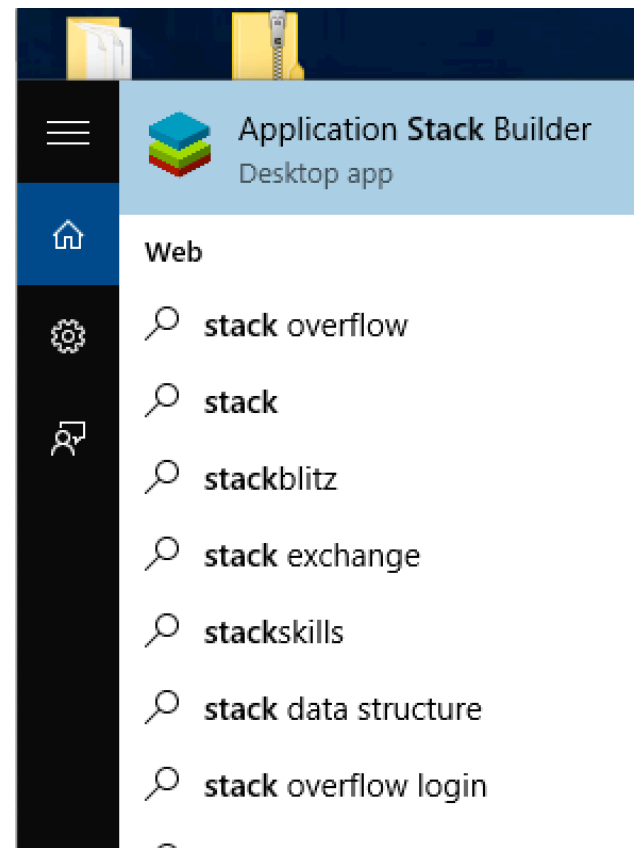 Application Stack Builder
Desktop app
Web
stack overflow
stack
stackblitz
stack exchange
stackskills
stack data structure
stack overflow login